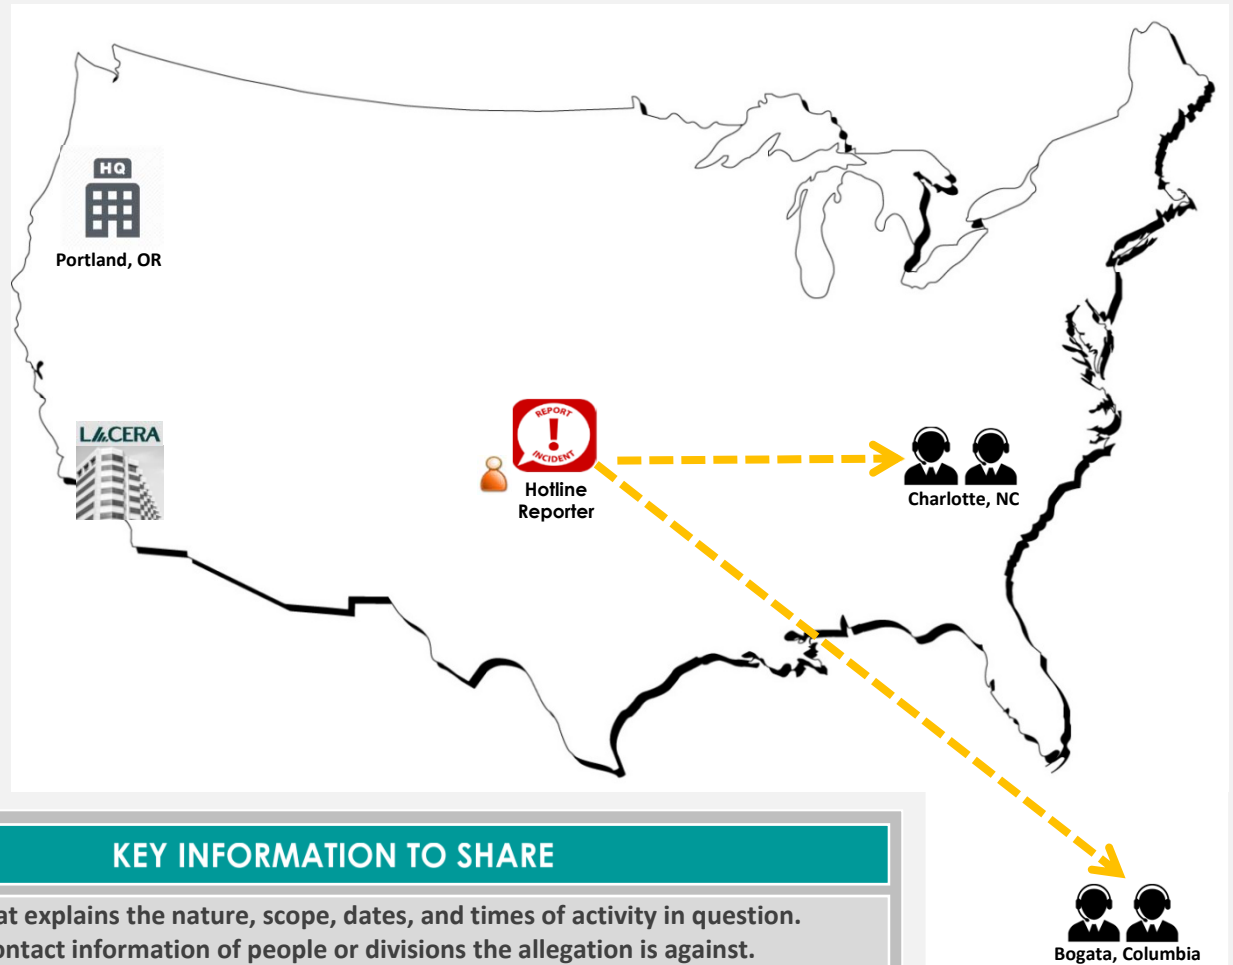 HQ
Portland, OR
LACERA
REPORT
!
INCIDENT
Hotline
Reporter
Charlotte, NC
KEY INFORMATION TO SHARE
at explains the nature, scope, dates, and times of activity in question.
ontact information of people or divisions the allegation is against.
Bogata, Columbia